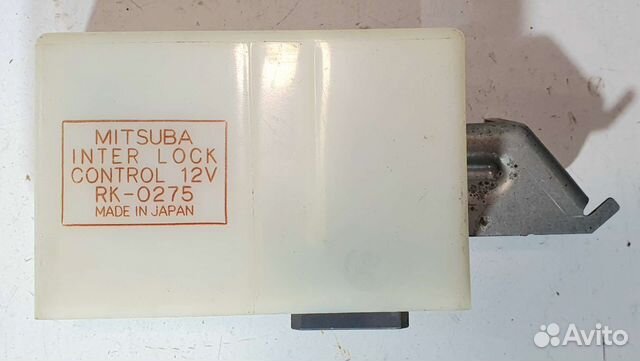 MITSUBA
INTER LOCK
CONTROL 12V
RK-0275
MADE IN JAPAN
Avito